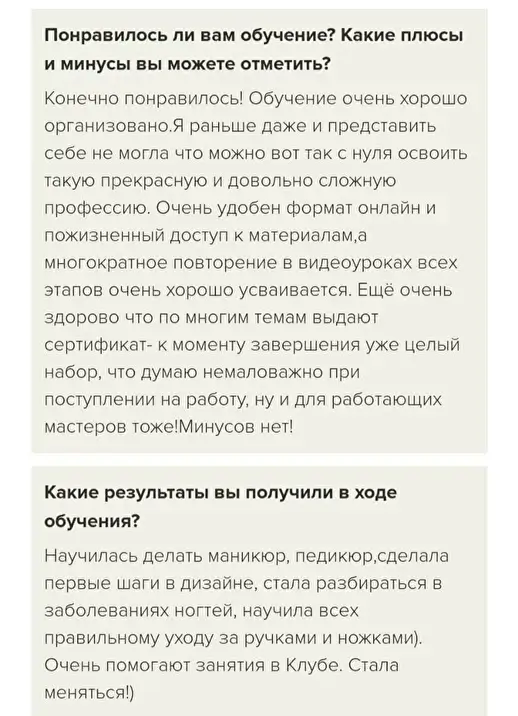 Понравилось ли вам обучение? Какие плюсы
и минусы вы можете отметить?
Конечно понравилось! Обучение очень хорошо
организовано.Я раньше даже и представить
себе не могла что можно вот так с нуля освоить
такую прекрасную и довольно сложную
профессию. Очень удобен формат онлайн и
пожизненный доступ к материалам,а
многократное повторение в видеоуроках всех
этапов очень хорошо усваивается. Ещё очень
здорово что по многим темам выдают
сертификат- к моменту завершения уже целый
набор, что думаю немаловажно при
поступлении на работу, ну и для работающих
мастеров тоже!Минусов нет!
Какие результаты вы получили в ходе
обучения?
Научилась делать маникюр, педикюр,сделала
первые шаги в дизайне, стала разбираться в
заболеваниях ногтей, научила всех
правильному уходу за ручками и ножками).
Очень помогают занятия в Клубе. Стала
меняться!)